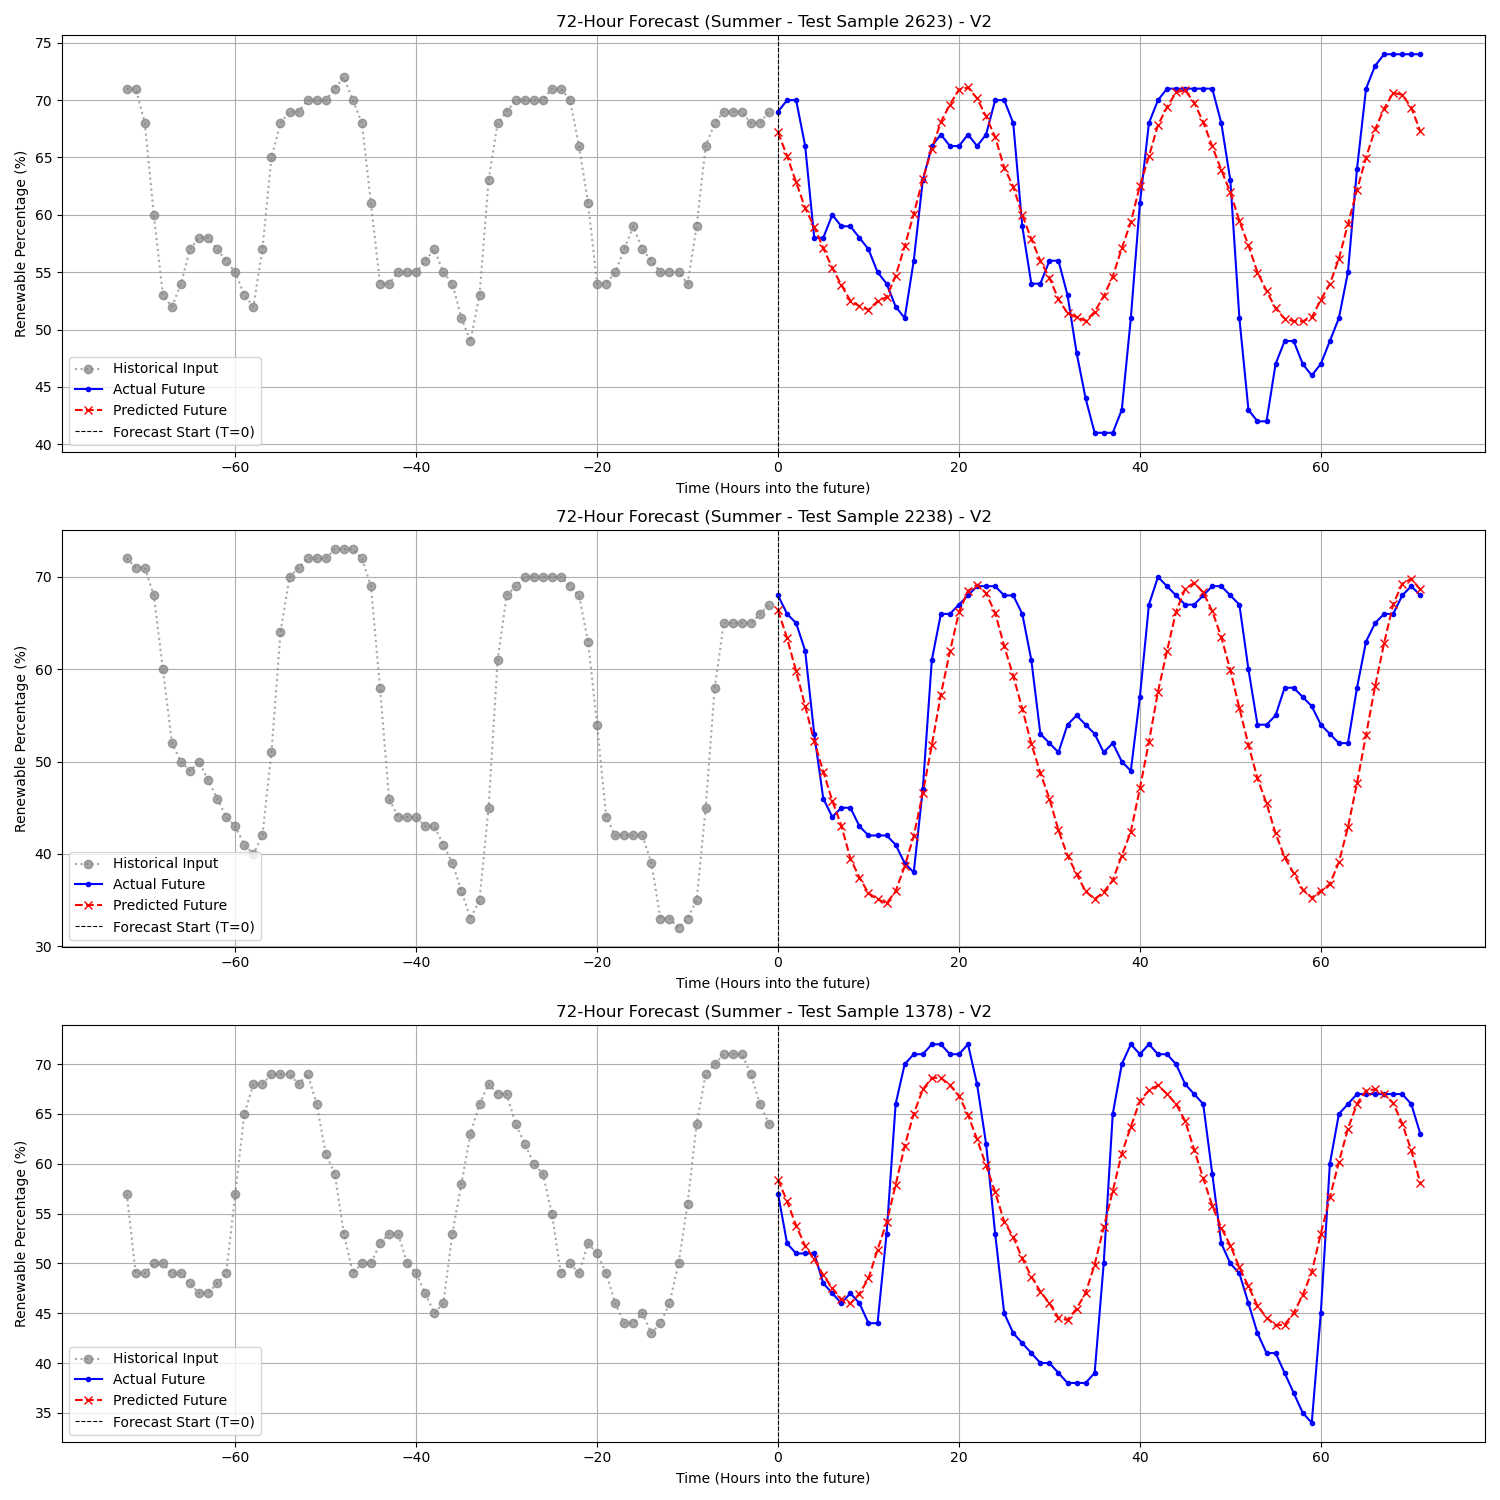 72-Hour Forecast (Summer - Test Sample 2623) - V2
75
70
65
60
55
50
45
40
Renewable Percentage (%)
Historical Input
Actual Future
Predicted Future
Forecast Start (T=0)
−60 −40 −20 0 20 40 60
Time (Hours into the future)
72-Hour Forecast (Summer - Test Sample 2238) - V2
70
60
50
40
30
Renewable Percentage (%)
Historical Input
Actual Future
Predicted Future
Forecast Start (T=0)
−60 −40 −20 0 20 40 60
Time (Hours into the future)
72-Hour Forecast (Summer - Test Sample 1378) - V2
70
65
60
55
50
45
40
35
Renewable Percentage (%)
Historical Input
Actual Future
Predicted Future
Forecast Start (T=0)
−60 −40 −20 0 20 40 60
Time (Hours into the future)